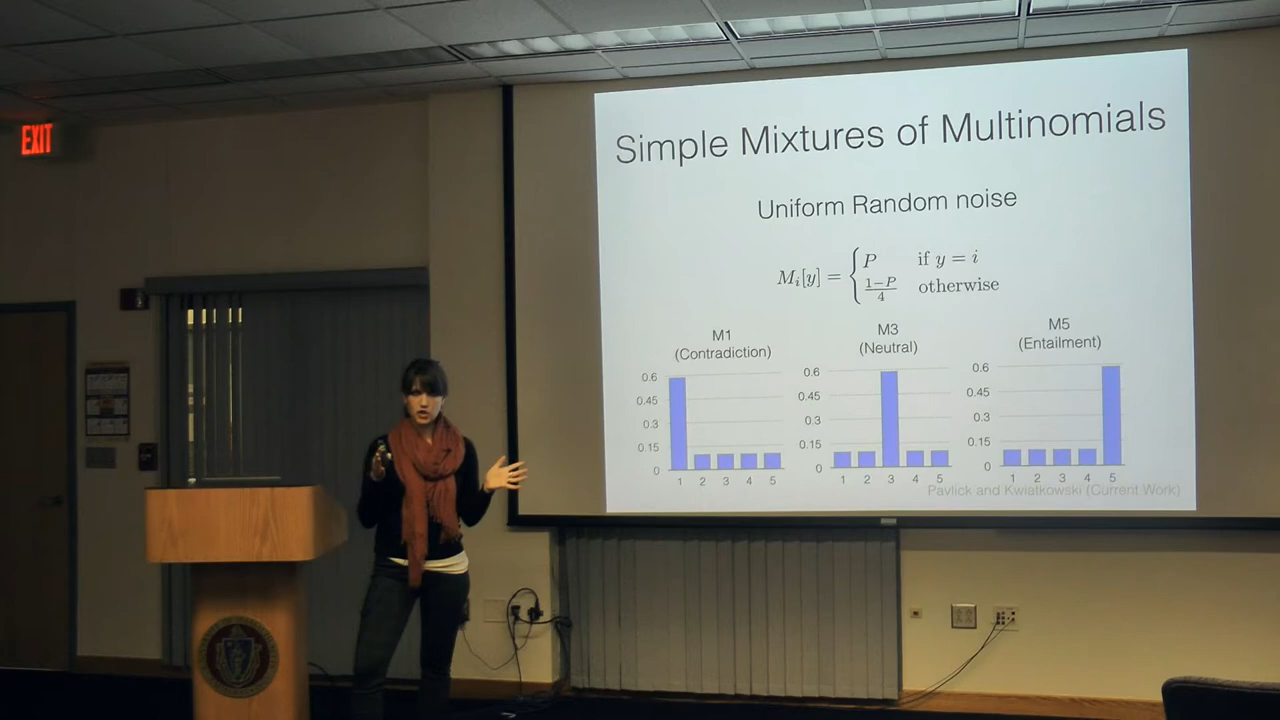 EXIT
Simple Mixtures of Multinomials
Uniform Random noise
M_i[y] = { P if y = i
1−P/4 otherwise
M1
(Contradiction)
0.6
0.45
0.3
0.15
0
1 2 3 4 5
M3
(Neutral)
0.6
0.45
0.3
0.15
0
1 2 3 4 5
M5
(Entailment)
0.6
0.45
0.3
0.15
0
1 2 3 4 5
Pavlick and Kwiatkowski (Current Work)